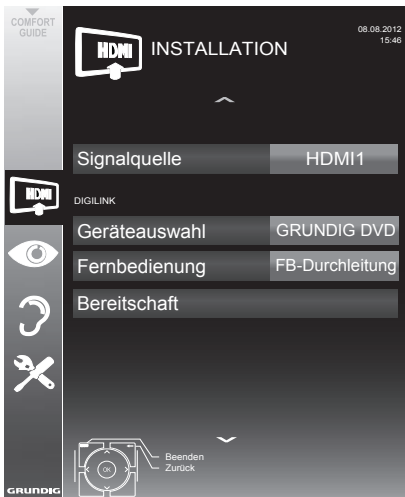 COMFORT
GUIDE
HDMI
INSTALLATION
08.08.2012
15:46
Signalquelle
HDMI1
HDMI
DIGILINK
Geräteauswahl
GRUNDIG DVD
Fernbedienung
FB-Durchleitung
Bereitschaft
OK
Beenden
Zurück
GRUNDIG